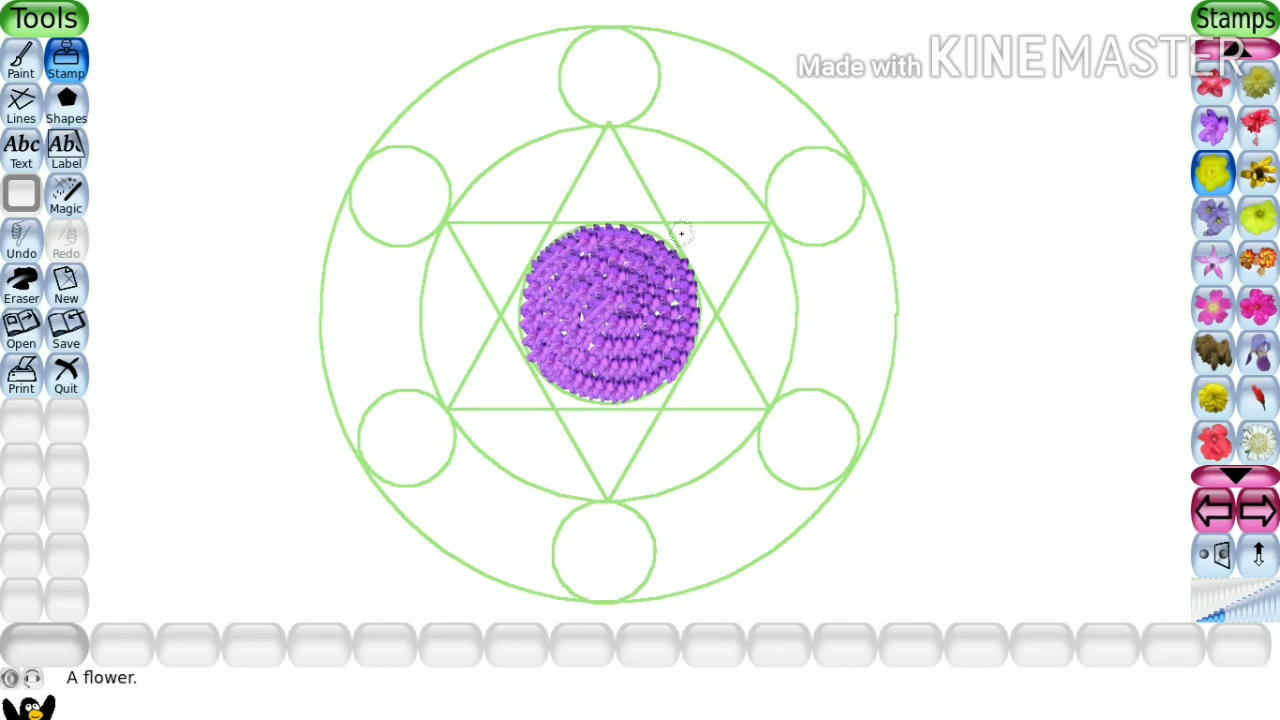 Tools
Stamps
Made with KINEMASTER
Paint
Stamp
Lines
Shapes
Abc
Abc
Text
Label
Magic
Undo
Redo
Eraser
New
Open
Save
Print
Quit
A flower.